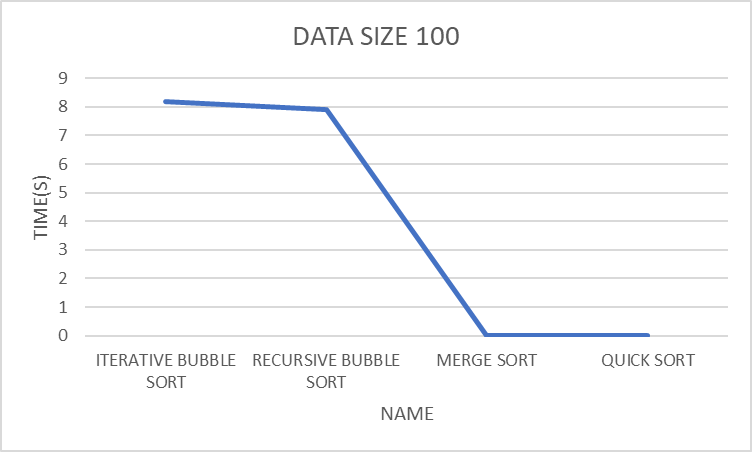 DATA SIZE 100
9
8
7
6
5
4
3
2
1
0
TIME(S)
ITERATIVE BUBBLE
SORT
RECURSIVE BUBBLE
SORT
MERGE SORT
QUICK SORT
NAME